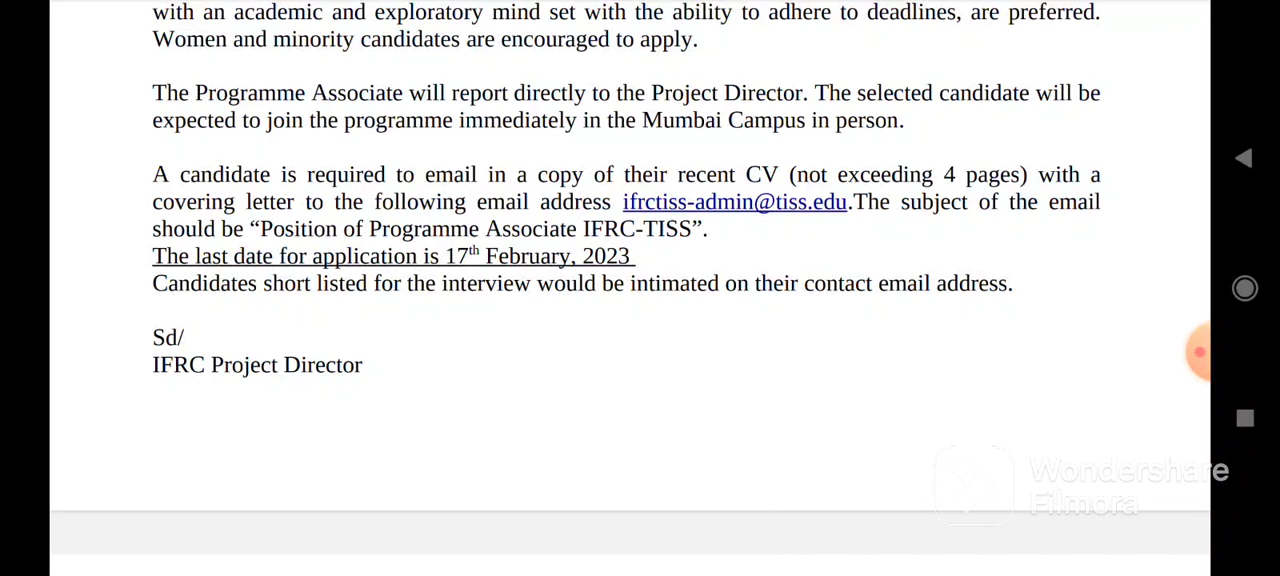 with an academic and exploratory mind set with the ability to adhere to deadlines, are preferred.
Women and minority candidates are encouraged to apply.
The Programme Associate will report directly to the Project Director. The selected candidate will be
expected to join the programme immediately in the Mumbai Campus in person.
A candidate is required to email in a copy of their recent CV (not exceeding 4 pages) with a
covering letter to the following email address ifrctiss-admin@tiss.edu.The subject of the email
should be “Position of Programme Associate IFRC-TISS”.
The last date for application is 17th February, 2023
Candidates short listed for the interview would be intimated on their contact email address.
Sd/
IFRC Project Director
Wondershare
Filmora